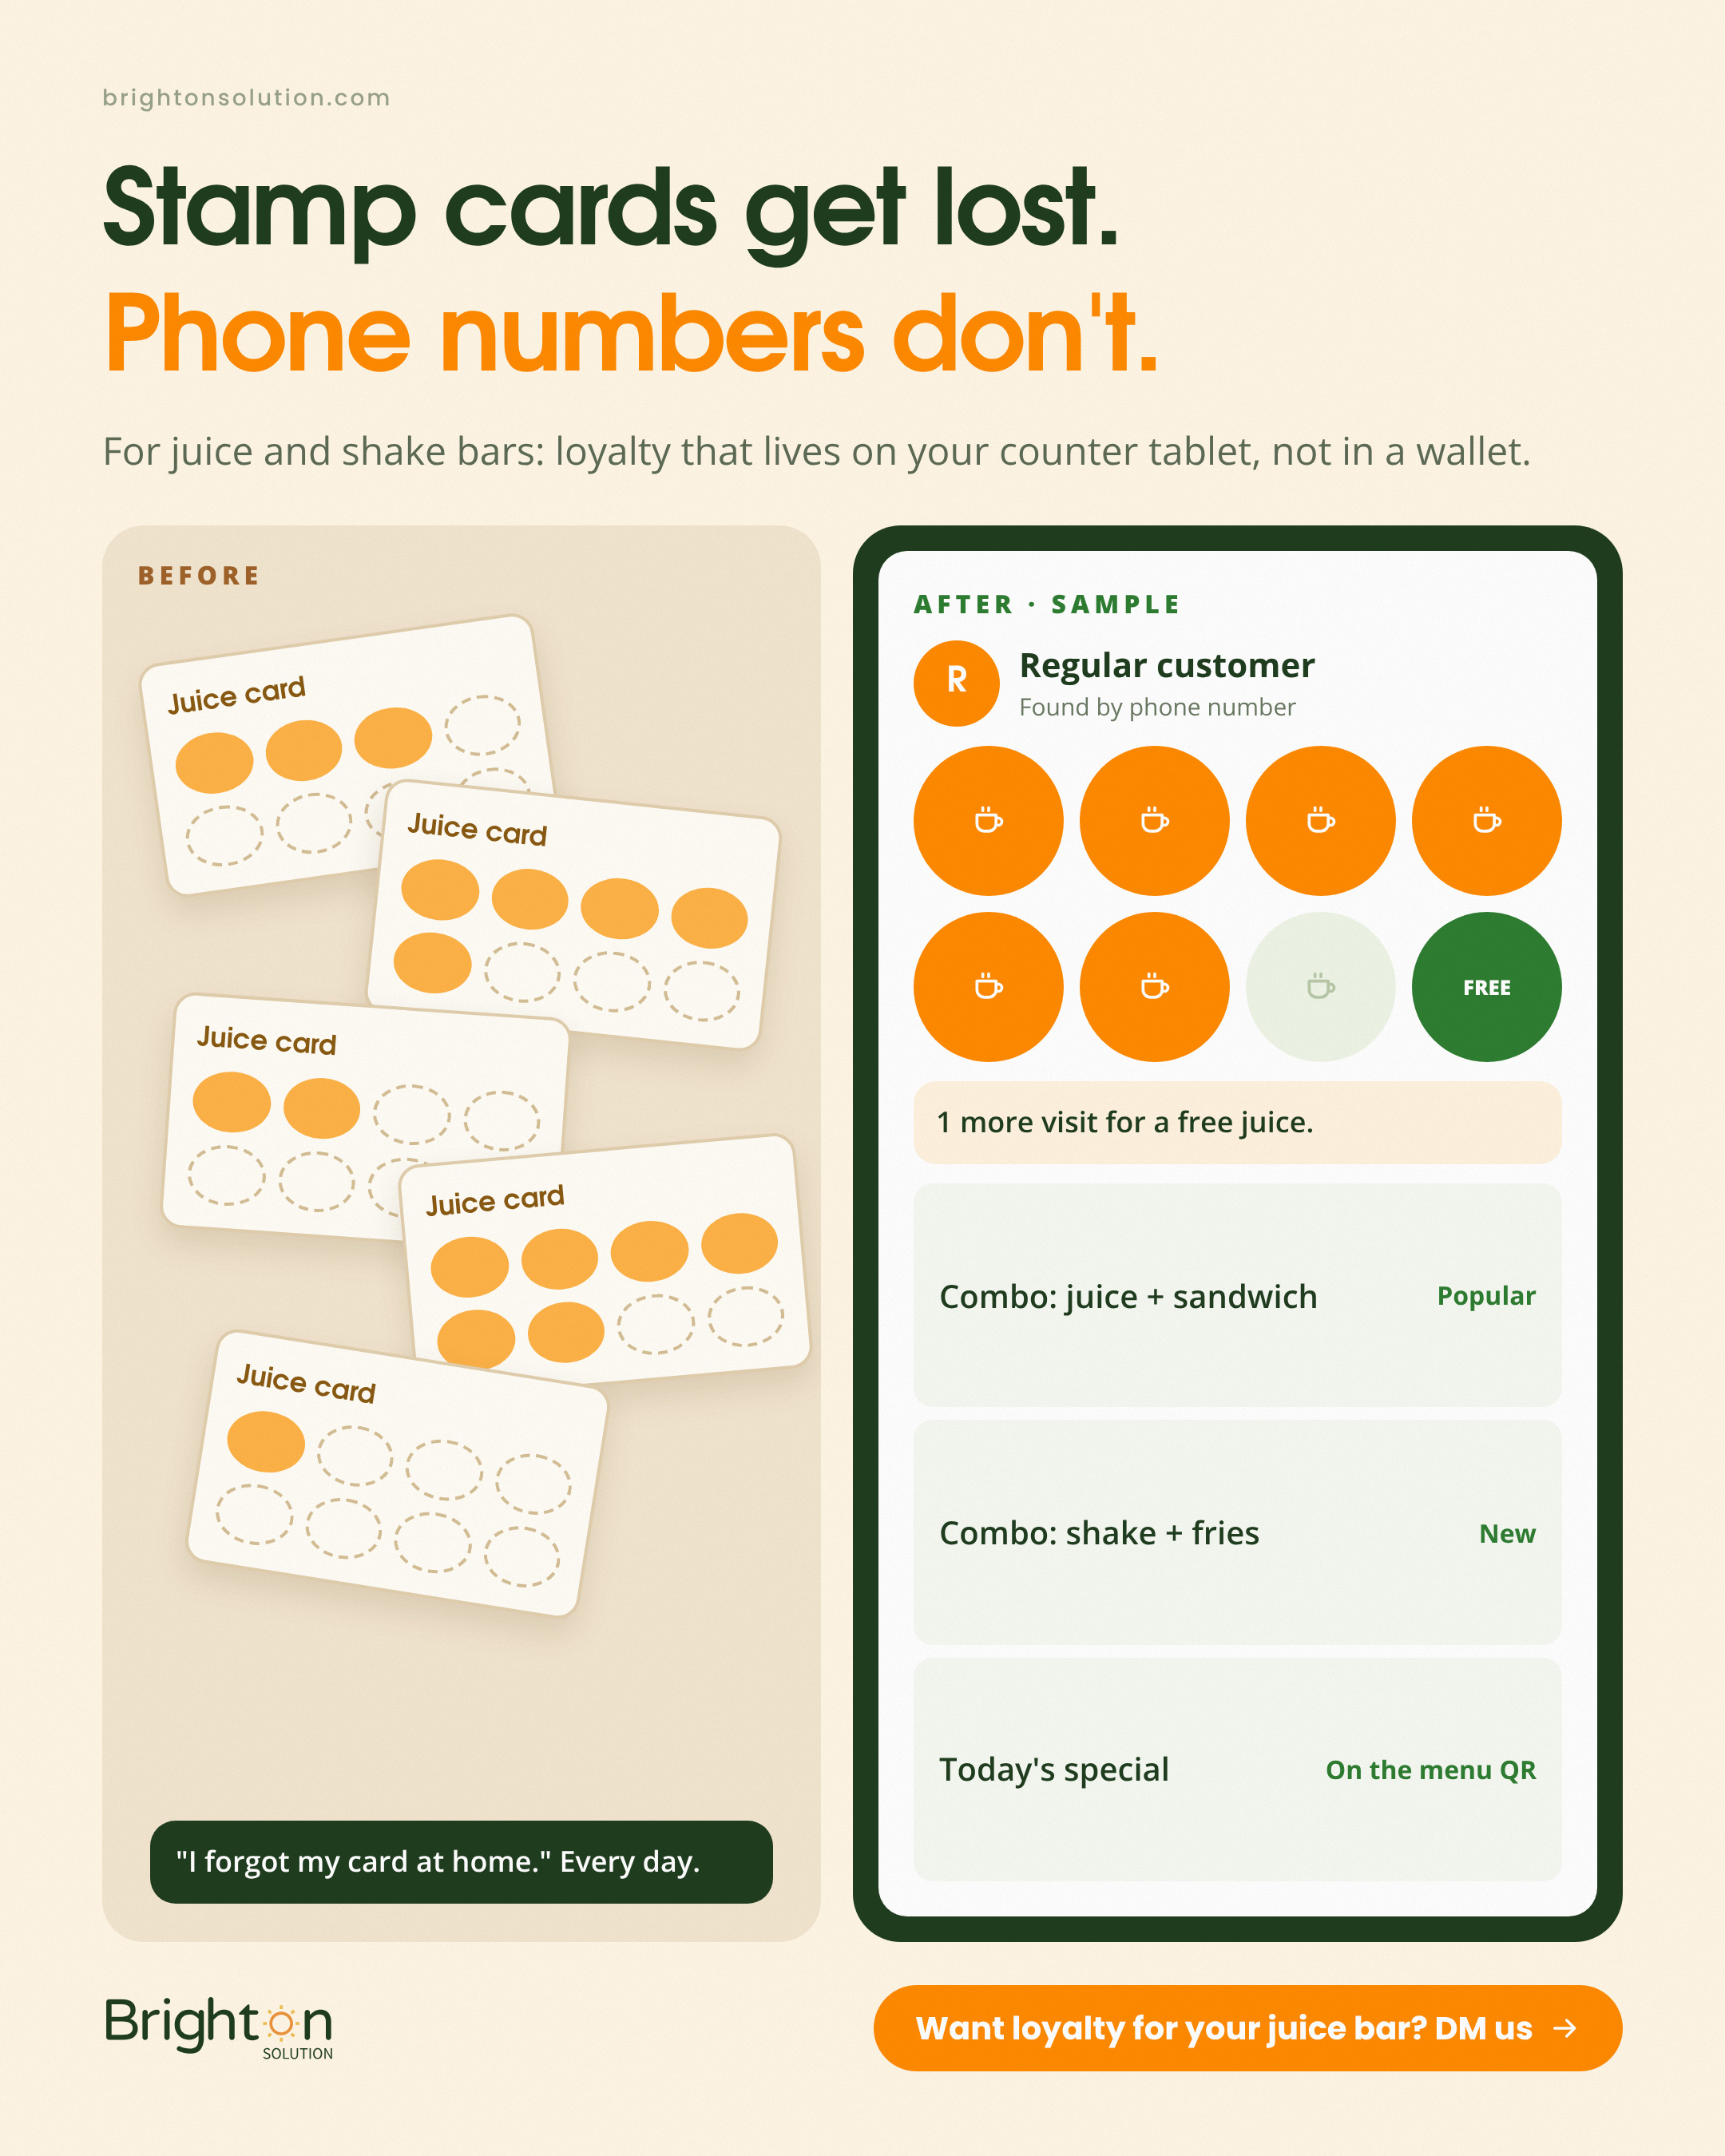 brightonsolution.com
Stamp cards get lost.
Phone numbers don't.
For juice and shake bars: loyalty that lives on your counter tablet, not in a wallet.
BEFORE
Juice card
Juice card
Juice card
Juice card
Juice card
"I forgot my card at home." Every day.
AFTER · SAMPLE
R
Regular customer
Found by phone number
FREE
1 more visit for a free juice.
Combo: juice + sandwich Popular
Combo: shake + fries New
Today's special On the menu QR
Brighton
SOLUTION
Want loyalty for your juice bar? DM us →